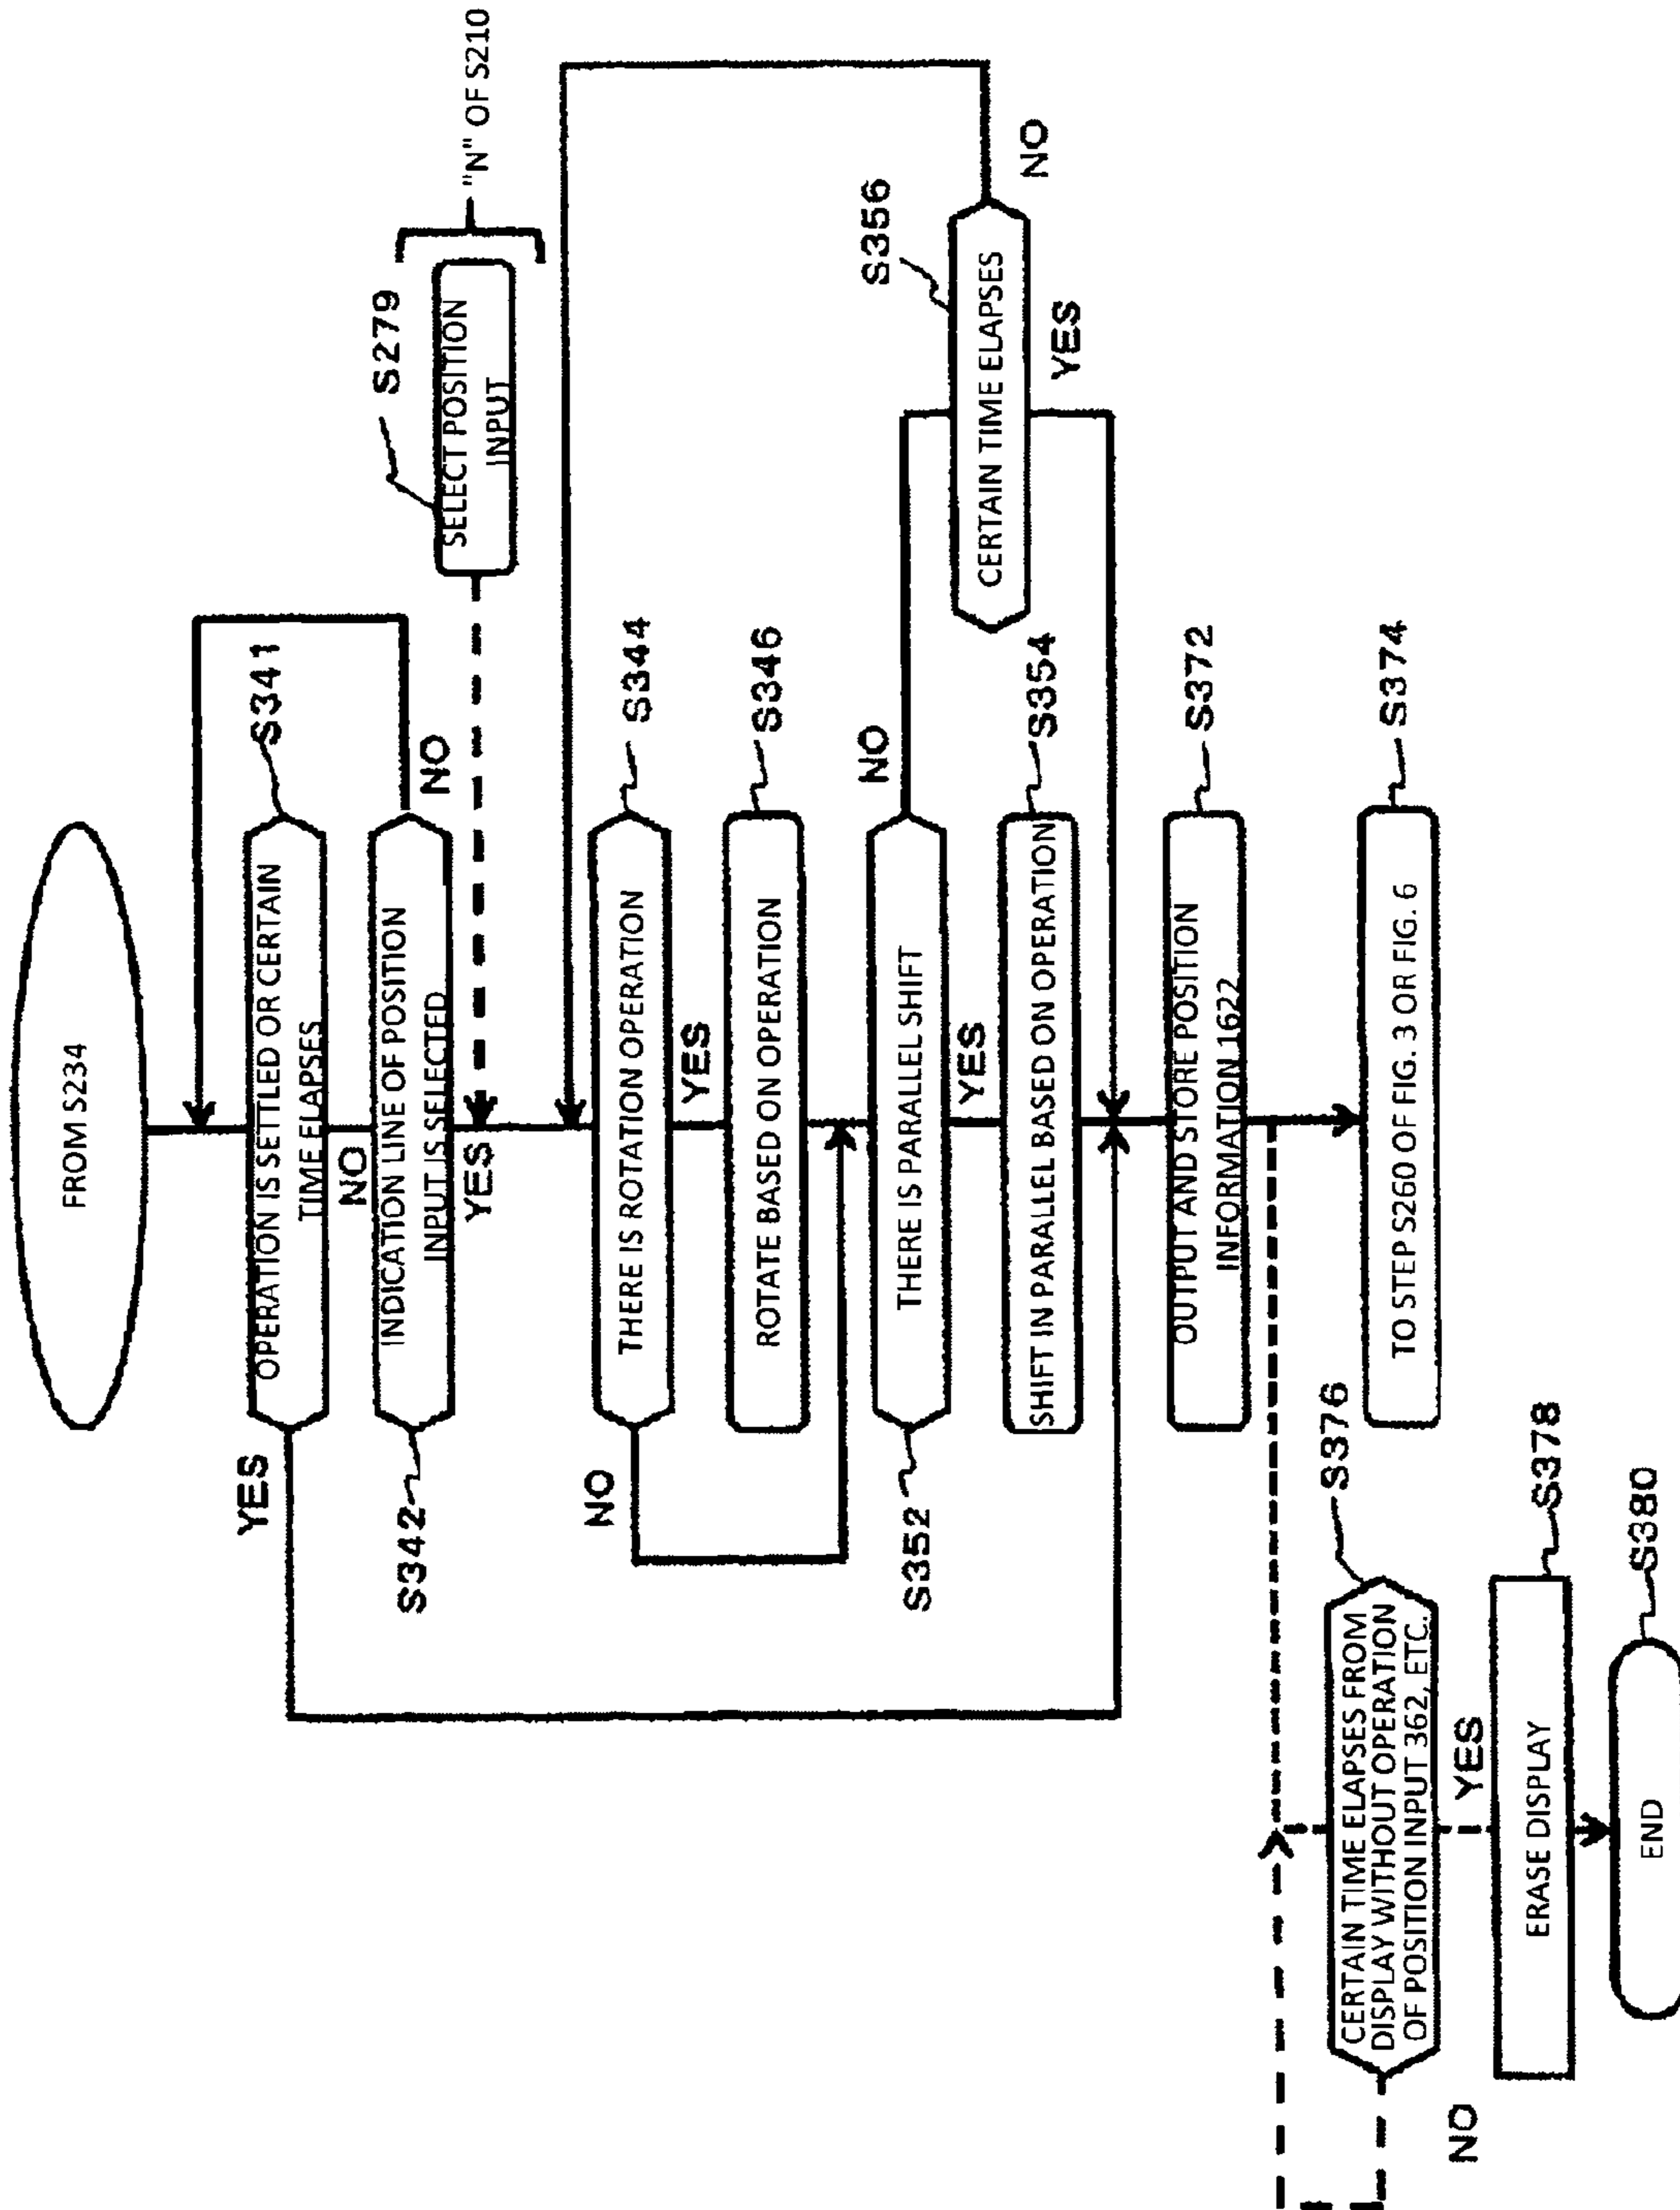 FROM S234
OPERATION IS SETTLED OR CERTAIN
TIME ELAPSES
S341
YES
NO
INDICATION LINE OF POSITION
INPUT IS SELECTED
S342
NO
YES
SELECT POSITION
INPUT
S279
"N" OF S210
THERE IS ROTATION OPERATION
S344
NO
YES
ROTATE BASED ON OPERATION
S346
THERE IS PARALLEL SHIFT
S352
NO
YES
CERTAIN TIME ELAPSES
S356
NO
YES
SHIFT IN PARALLEL BASED ON OPERATION
S354
OUTPUT AND STORE POSITION
INFORMATION 1622
S372
TO STEP S260 OF FIG. 3 OR FIG. 6
S374
CERTAIN TIME ELAPSES FROM
DISPLAY WITHOUT OPERATION
OF POSITION INPUT 362, ETC.
S376
NO
YES
ERASE DISPLAY
S378
END
S380